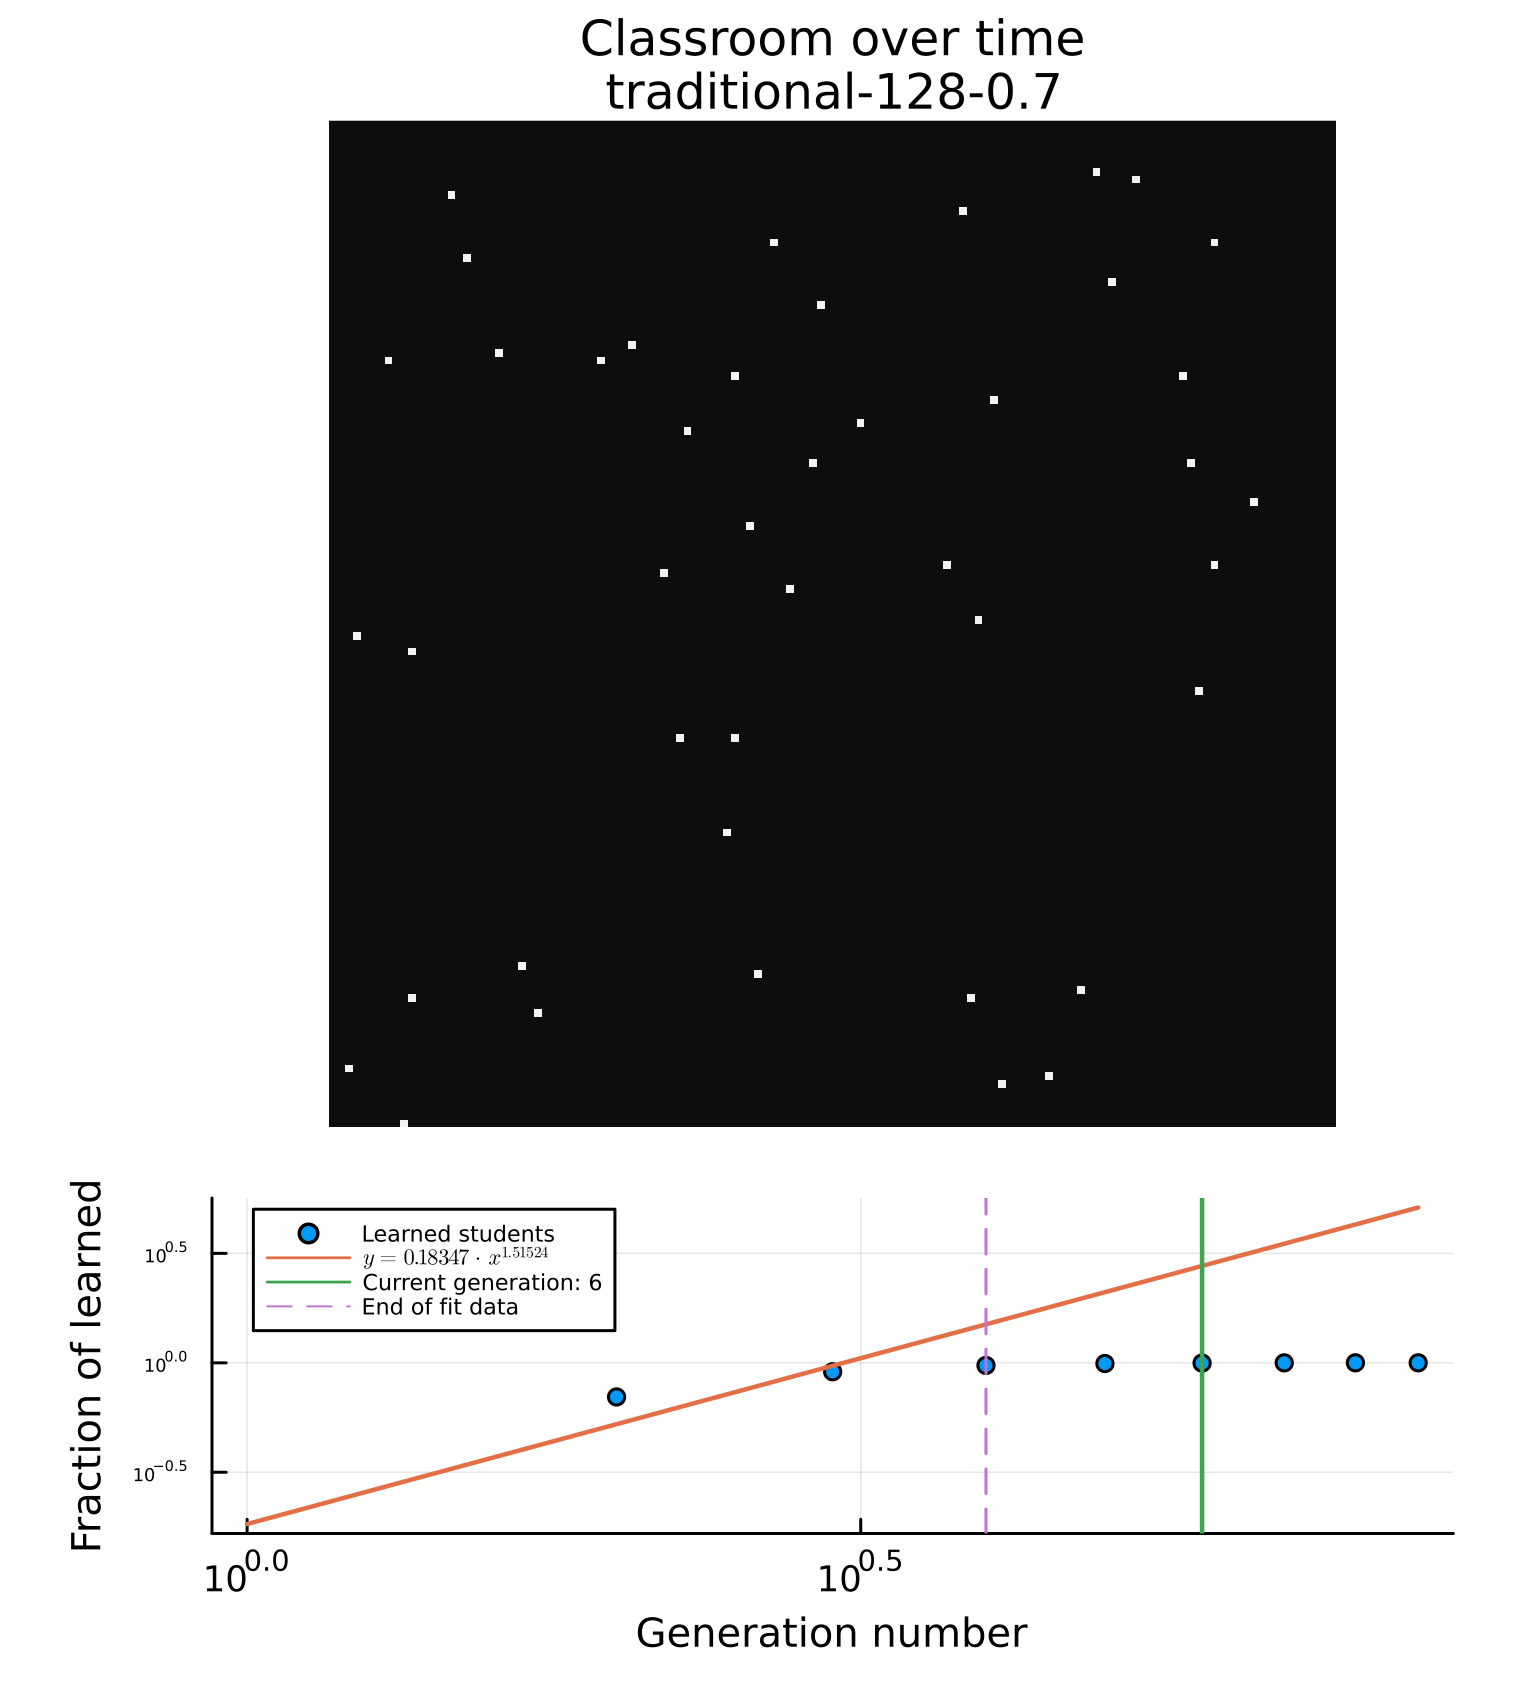 Classroom over time
traditional-128-0.7
Fraction of learned
10^0.5
10^0.0
10^−0.5
Learned students
y = 0.18347 · x^1.51524
Current generation: 6
End of fit data
10^0.0
10^0.5
Generation number